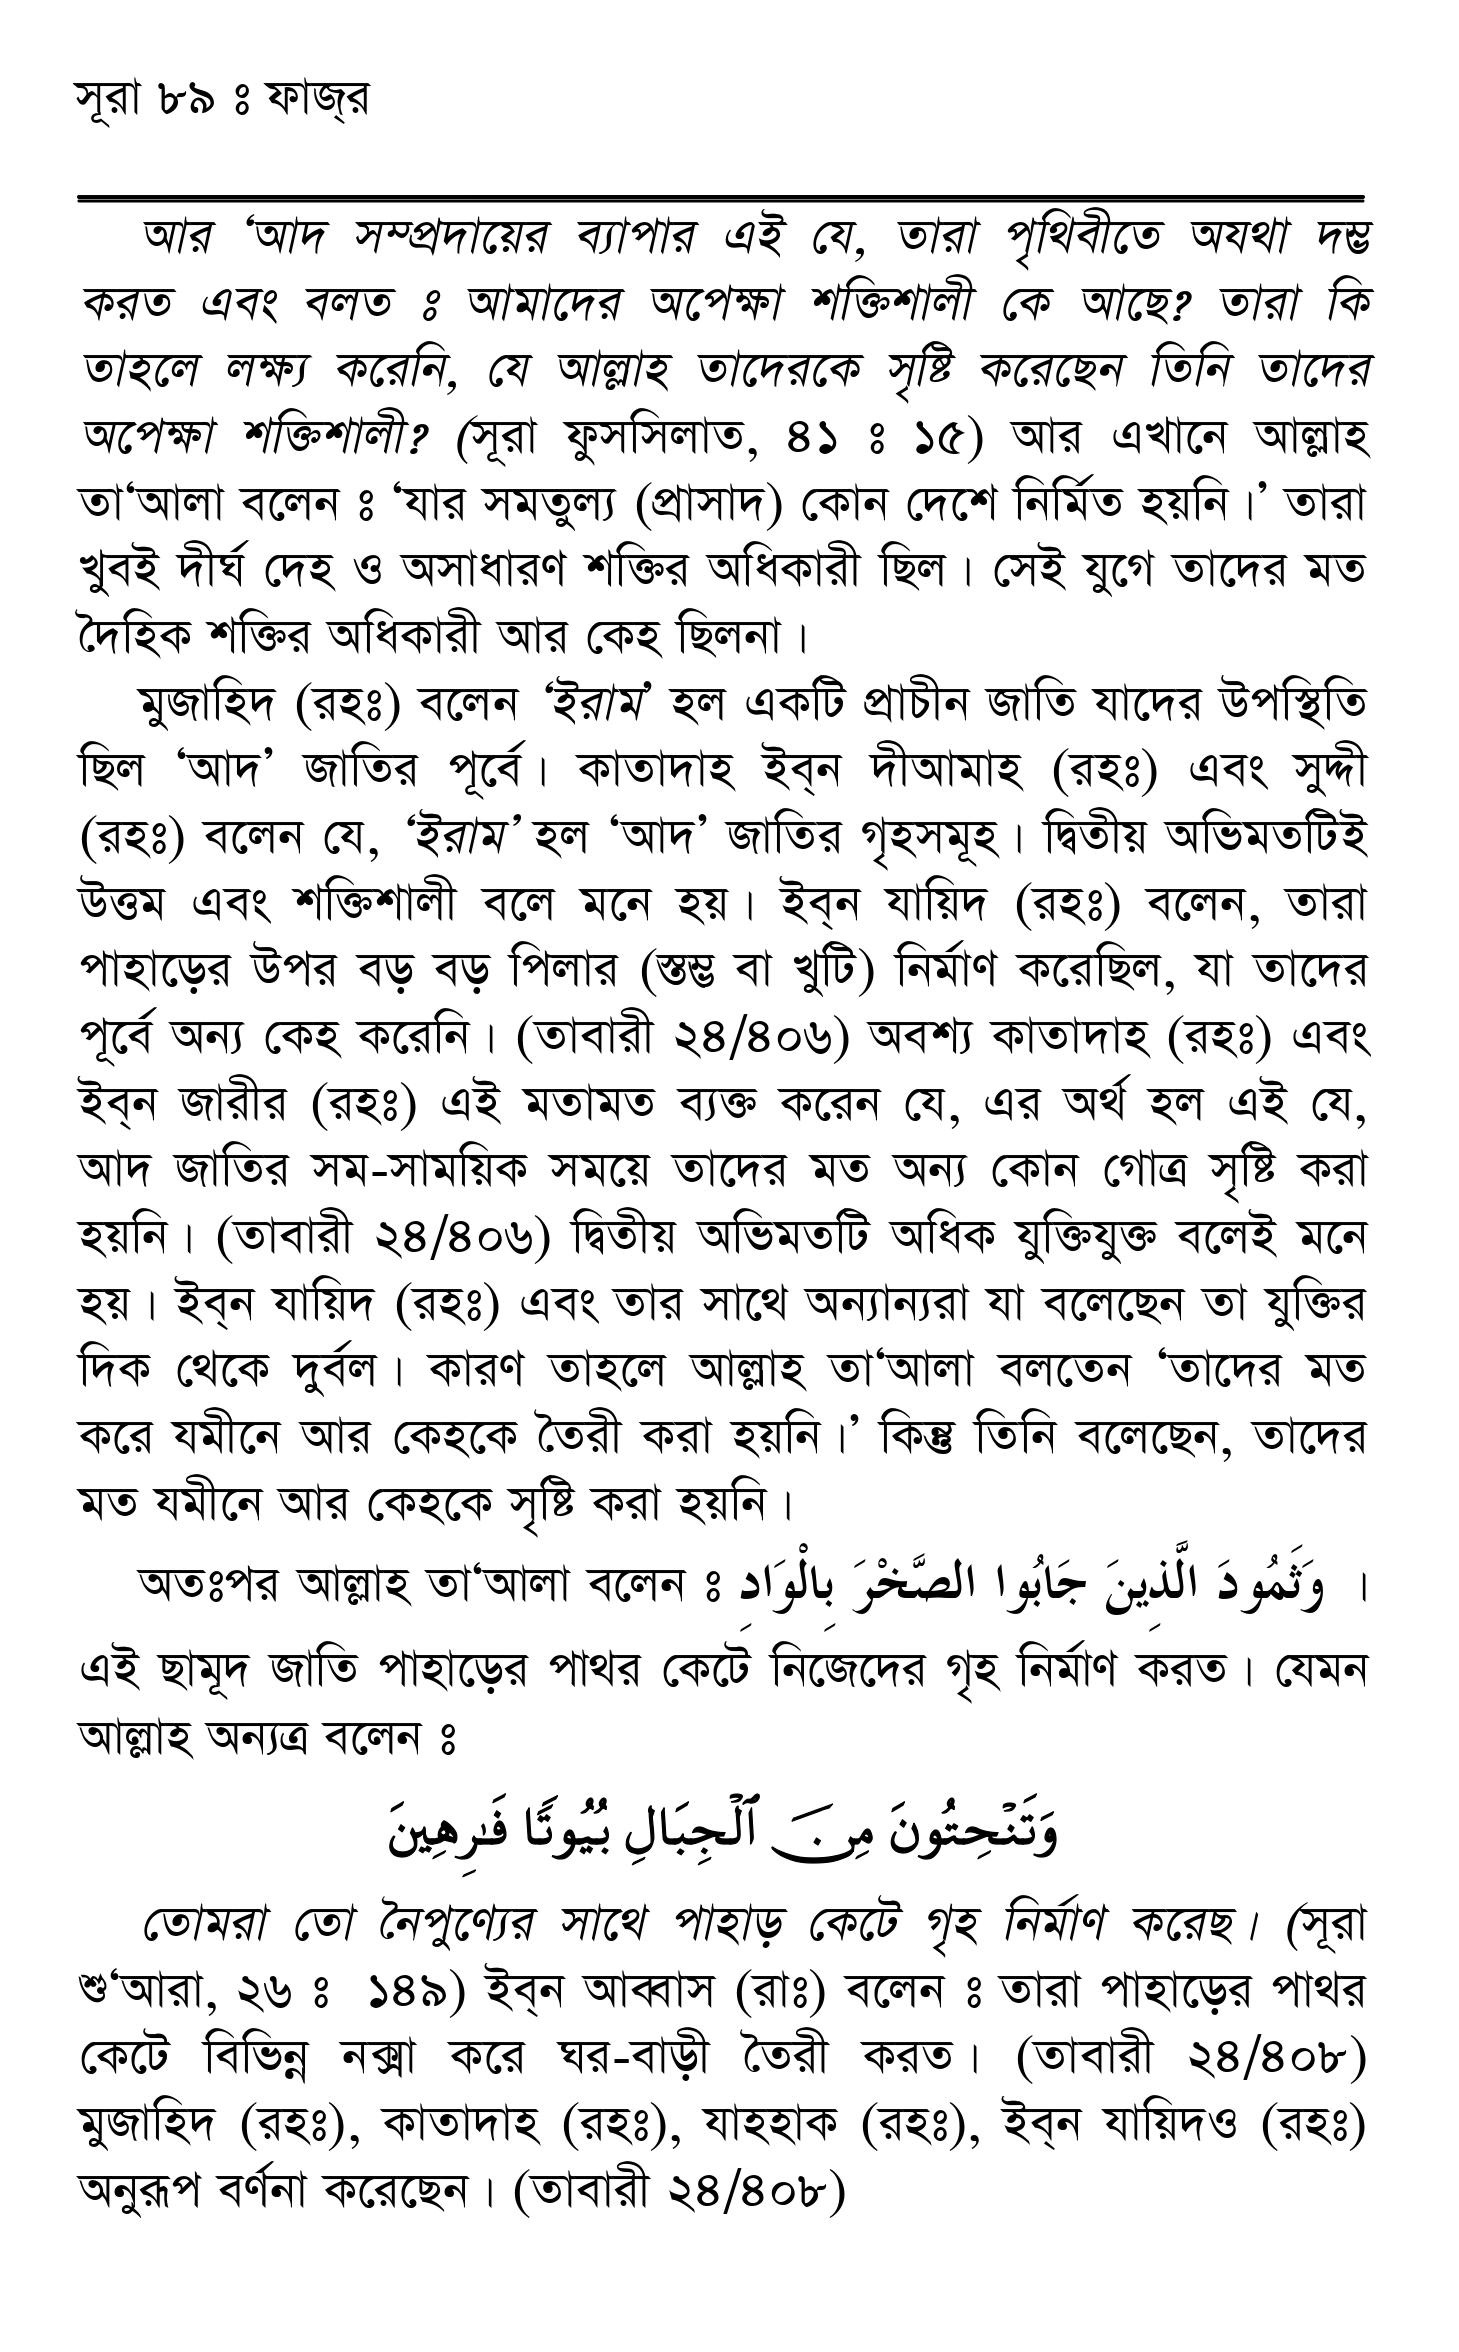 সূরা ৮৯ ঃ ফাজ্‌র
আর ‘আদ সম্প্রদায়ের ব্যাপার এই যে, তারা পৃথিবীতে অযথা দম্ভ
করত এবং বলত ঃ আমাদের অপেক্ষা শক্তিশালী কে আছে? তারা কি
তাহলে লক্ষ্য করেনি, যে আল্লাহ তাদেরকে সৃষ্টি করেছেন তিনি তাদের
অপেক্ষা শক্তিশালী? (সূরা ফুসসিলাত, ৪১ ঃ ১৫) আর এখানে আল্লাহ
তা‘আলা বলেন ঃ ‘যার সমতুল্য (প্রাসাদ) কোন দেশে নির্মিত হয়নি।’ তারা
খুবই দীর্ঘ দেহ ও অসাধারণ শক্তির অধিকারী ছিল। সেই যুগে তাদের মত
দৈহিক শক্তির অধিকারী আর কেহ ছিলনা।
মুজাহিদ (রহঃ) বলেন ‘ইরাম’ হল একটি প্রাচীন জাতি যাদের উপস্থিতি
ছিল ‘আদ’ জাতির পূর্বে। কাতাদাহ ইব্‌ন দীআমাহ (রহঃ) এবং সুদ্দী
(রহঃ) বলেন যে, ‘ইরাম’ হল ‘আদ’ জাতির গৃহসমূহ। দ্বিতীয় অভিমতটিই
উত্তম এবং শক্তিশালী বলে মনে হয়। ইব্‌ন যায়িদ (রহঃ) বলেন, তারা
পাহাড়ের উপর বড় বড় পিলার (স্তম্ভ বা খুটি) নির্মাণ করেছিল, যা তাদের
পূর্বে অন্য কেহ করেনি। (তাবারী ২৪/৪০৬) অবশ্য কাতাদাহ (রহঃ) এবং
ইব্‌ন জারীর (রহঃ) এই মতামত ব্যক্ত করেন যে, এর অর্থ হল এই যে,
আদ জাতির সম-সাময়িক সময়ে তাদের মত অন্য কোন গোত্র সৃষ্টি করা
হয়নি। (তাবারী ২৪/৪০৬) দ্বিতীয় অভিমতটি অধিক যুক্তিযুক্ত বলেই মনে
হয়। ইব্‌ন যায়িদ (রহঃ) এবং তার সাথে অন্যান্যরা যা বলেছেন তা যুক্তির
দিক থেকে দুর্বল। কারণ তাহলে আল্লাহ তা‘আলা বলতেন ‘তাদের মত
করে যমীনে আর কেহকে তৈরী করা হয়নি।’ কিন্তু তিনি বলেছেন, তাদের
মত যমীনে আর কেহকে সৃষ্টি করা হয়নি।
অতঃপর আল্লাহ তা‘আলা বলেন ঃ وَثَمُودَ الَّذِينَ جَابُوا الصَّخْرَ بِالْوَادِ ।
এই ছামূদ জাতি পাহাড়ের পাথর কেটে নিজেদের গৃহ নির্মাণ করত। যেমন
আল্লাহ অন্যত্র বলেন ঃ
وَتَنْحِتُونَ مِنَ ٱلْجِبَالِ بُيُوتًا فَـٰرِهِينَ
তোমরা তো নৈপুণ্যের সাথে পাহাড় কেটে গৃহ নির্মাণ করেছ। (সূরা
শু‘আরা, ২৬ ঃ ১৪৯) ইব্‌ন আব্বাস (রাঃ) বলেন ঃ তারা পাহাড়ের পাথর
কেটে বিভিন্ন নক্সা করে ঘর-বাড়ী তৈরী করত। (তাবারী ২৪/৪০৮)
মুজাহিদ (রহঃ), কাতাদাহ (রহঃ), যাহহাক (রহঃ), ইব্‌ন যায়িদও (রহঃ)
অনুরূপ বর্ণনা করেছেন। (তাবারী ২৪/৪০৮)